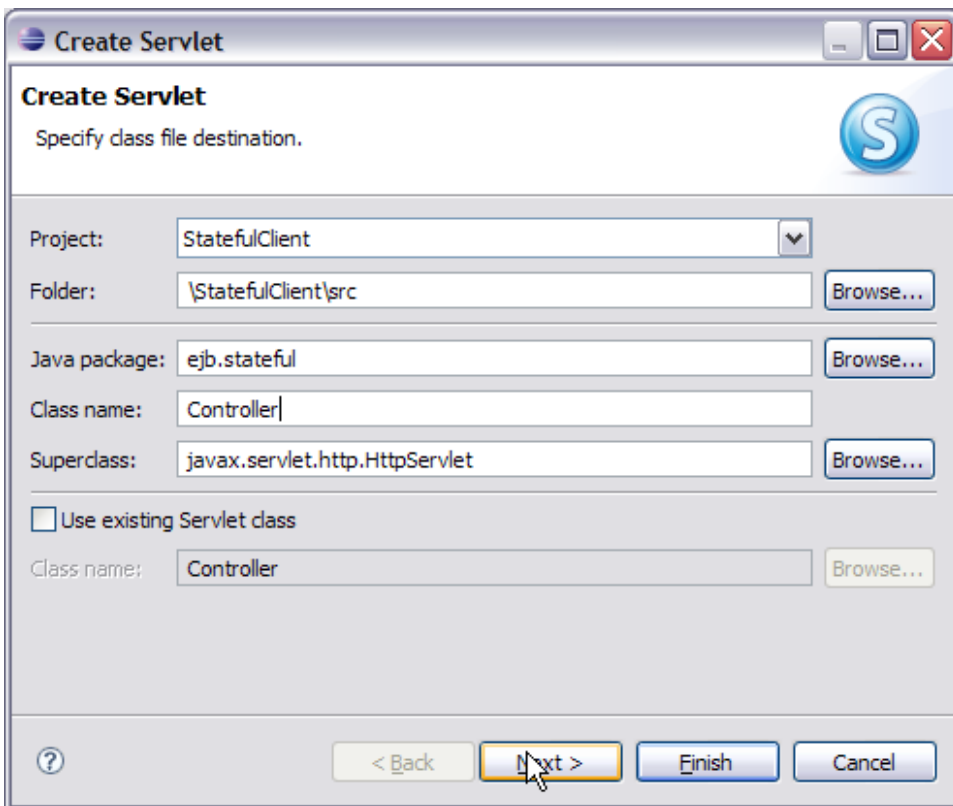 Create Servlet
Create Servlet
Specify class file destination.
S
Project: StatefulClient
Folder: \StatefulClient\src Browse...
Java package: ejb.stateful Browse...
Class name: Controller
Superclass: javax.servlet.http.HttpServlet Browse...
Use existing Servlet class
Class name: Controller Browse...
? < Back Next > Finish Cancel